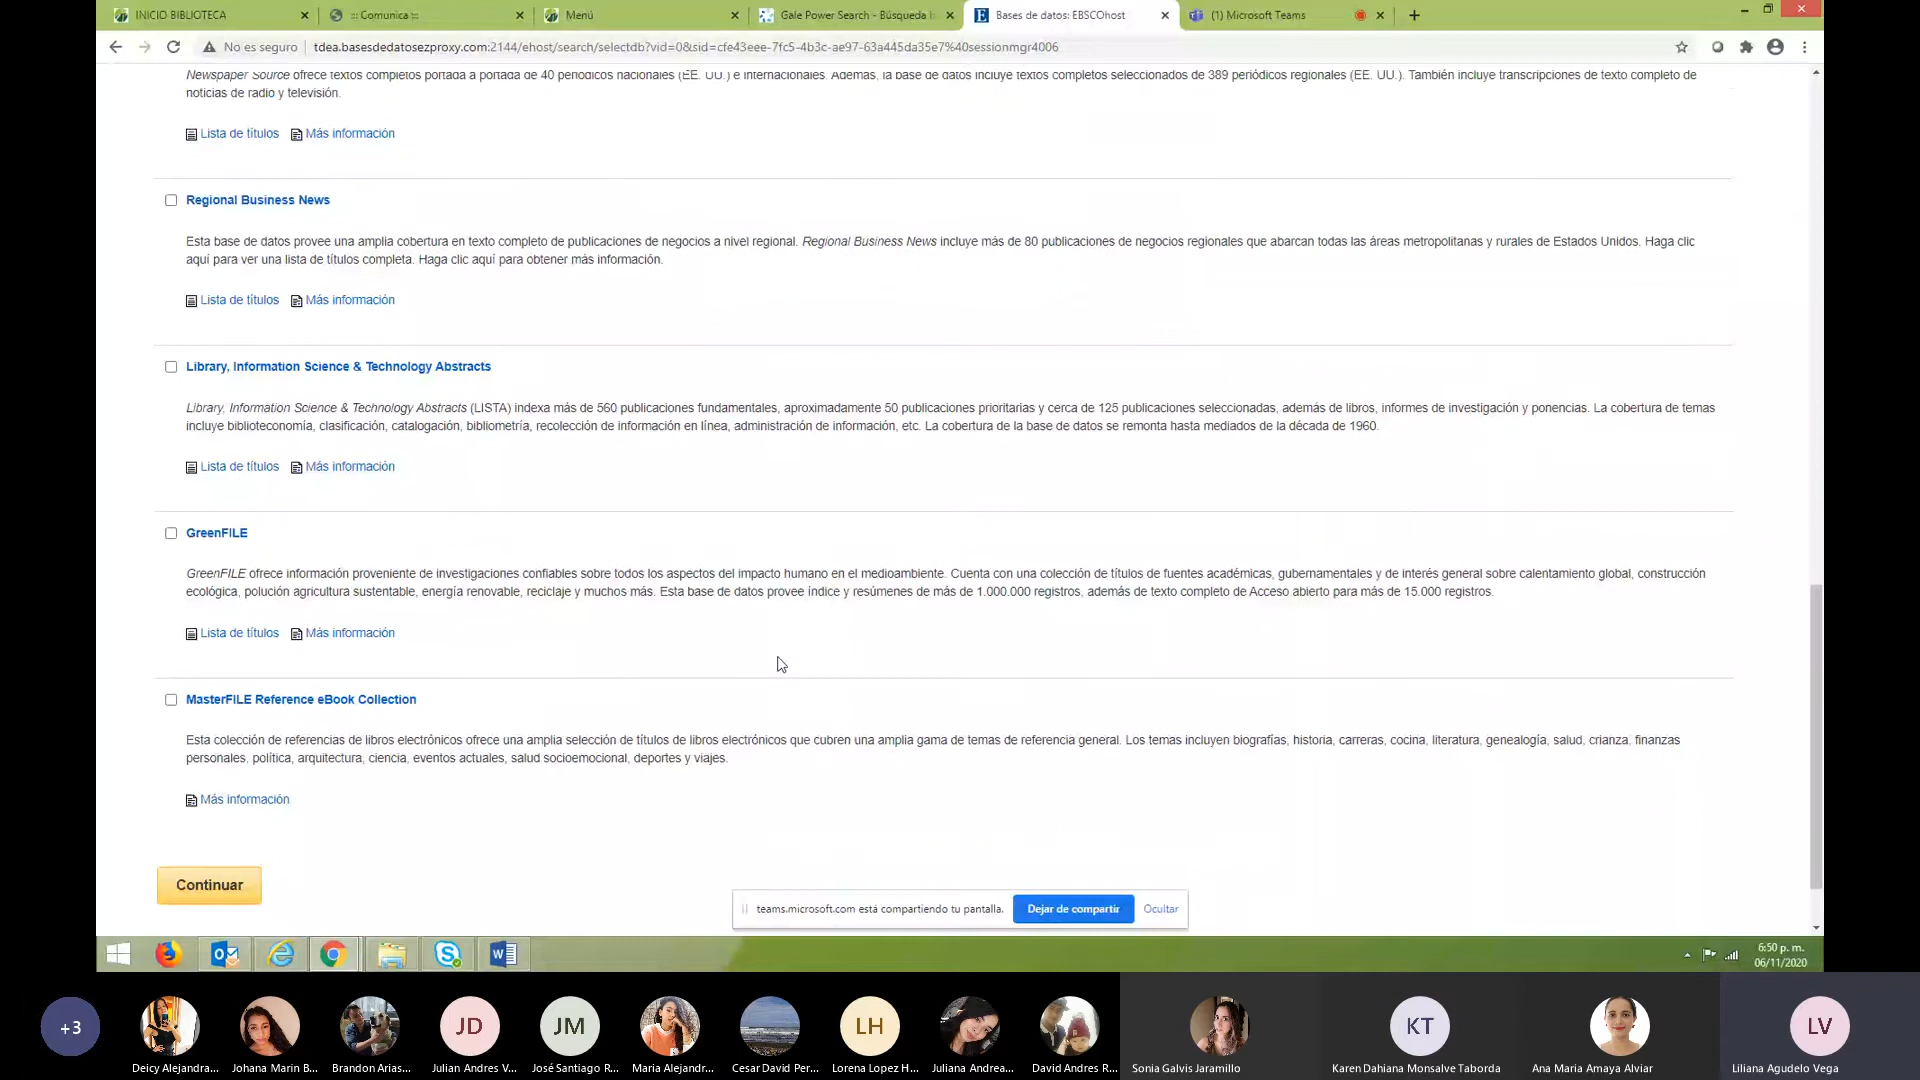 INICIO BIBLIOTECA
::: Comunica :::
Menú
Gale Power Search - Búsqueda
Bases de datos: EBSCOhost
(1) Microsoft Teams
No es seguro
tdea.basesdedatosezproxy.com:2144/ehost/search/selectdb?vid=0&sid=cfe43eee-7fc5-4b3c-ae97-63a445da35e7%40sessionmgr4006
Newspaper Source ofrece textos completos portada a portada de 40 periódicos nacionales (EE. UU.) e internacionales. Además, la base de datos incluye textos completos seleccionados de 389 periódicos regionales (EE. UU.). También incluye transcripciones de texto completo de
noticias de radio y televisión.
Lista de títulos Más información
Regional Business News
Esta base de datos provee una amplia cobertura en texto completo de publicaciones de negocios a nivel regional. Regional Business News incluye más de 80 publicaciones de negocios regionales que abarcan todas las áreas metropolitanas y rurales de Estados Unidos. Haga clic
aquí para ver una lista de títulos completa. Haga clic aquí para obtener más información.
Lista de títulos Más información
Library, Information Science & Technology Abstracts
Library, Information Science & Technology Abstracts (LISTA) indexa más de 560 publicaciones fundamentales, aproximadamente 50 publicaciones prioritarias y cerca de 125 publicaciones seleccionadas, además de libros, informes de investigación y ponencias. La cobertura de temas
incluye biblioteconomía, clasificación, catalogación, bibliometría, recolección de información en línea, administración de información, etc. La cobertura de la base de datos se remonta hasta mediados de la década de 1960.
Lista de títulos Más información
GreenFILE
GreenFILE ofrece información proveniente de investigaciones confiables sobre todos los aspectos del impacto humano en el medioambiente. Cuenta con una colección de títulos de fuentes académicas, gubernamentales y de interés general sobre calentamiento global, construcción
ecológica, polución agricultura sustentable, energía renovable, reciclaje y muchos más. Esta base de datos provee índice y resúmenes de más de 1.000.000 registros, además de texto completo de Acceso abierto para más de 15.000 registros.
Lista de títulos Más información
MasterFILE Reference eBook Collection
Esta colección de referencias de libros electrónicos ofrece una amplia selección de títulos de libros electrónicos que cubren una amplia gama de temas de referencia general. Los temas incluyen biografías, historia, carreras, cocina, literatura, genealogía, salud, crianza, finanzas
personales, política, arquitectura, ciencia, eventos actuales, salud socioemocional, deportes y viajes.
Más información
Continuar
teams.microsoft.com está compartiendo tu pantalla. Dejar de compartir Ocultar
6:50 p. m.
06/11/2020
+3 JD JM LH KT LV
Deicy Alejandra... Johana Marin B... Brandon Arias... Julian Andres V... José Santiago R... Maria Alejandr... Cesar David Per... Lorena Lopez H... Juliana Andrea... David Andres R... Sonia Galvis Jaramillo Karen Dahiana Monsalve Taborda Ana Maria Amaya Alviar Liliana Agudelo Vega